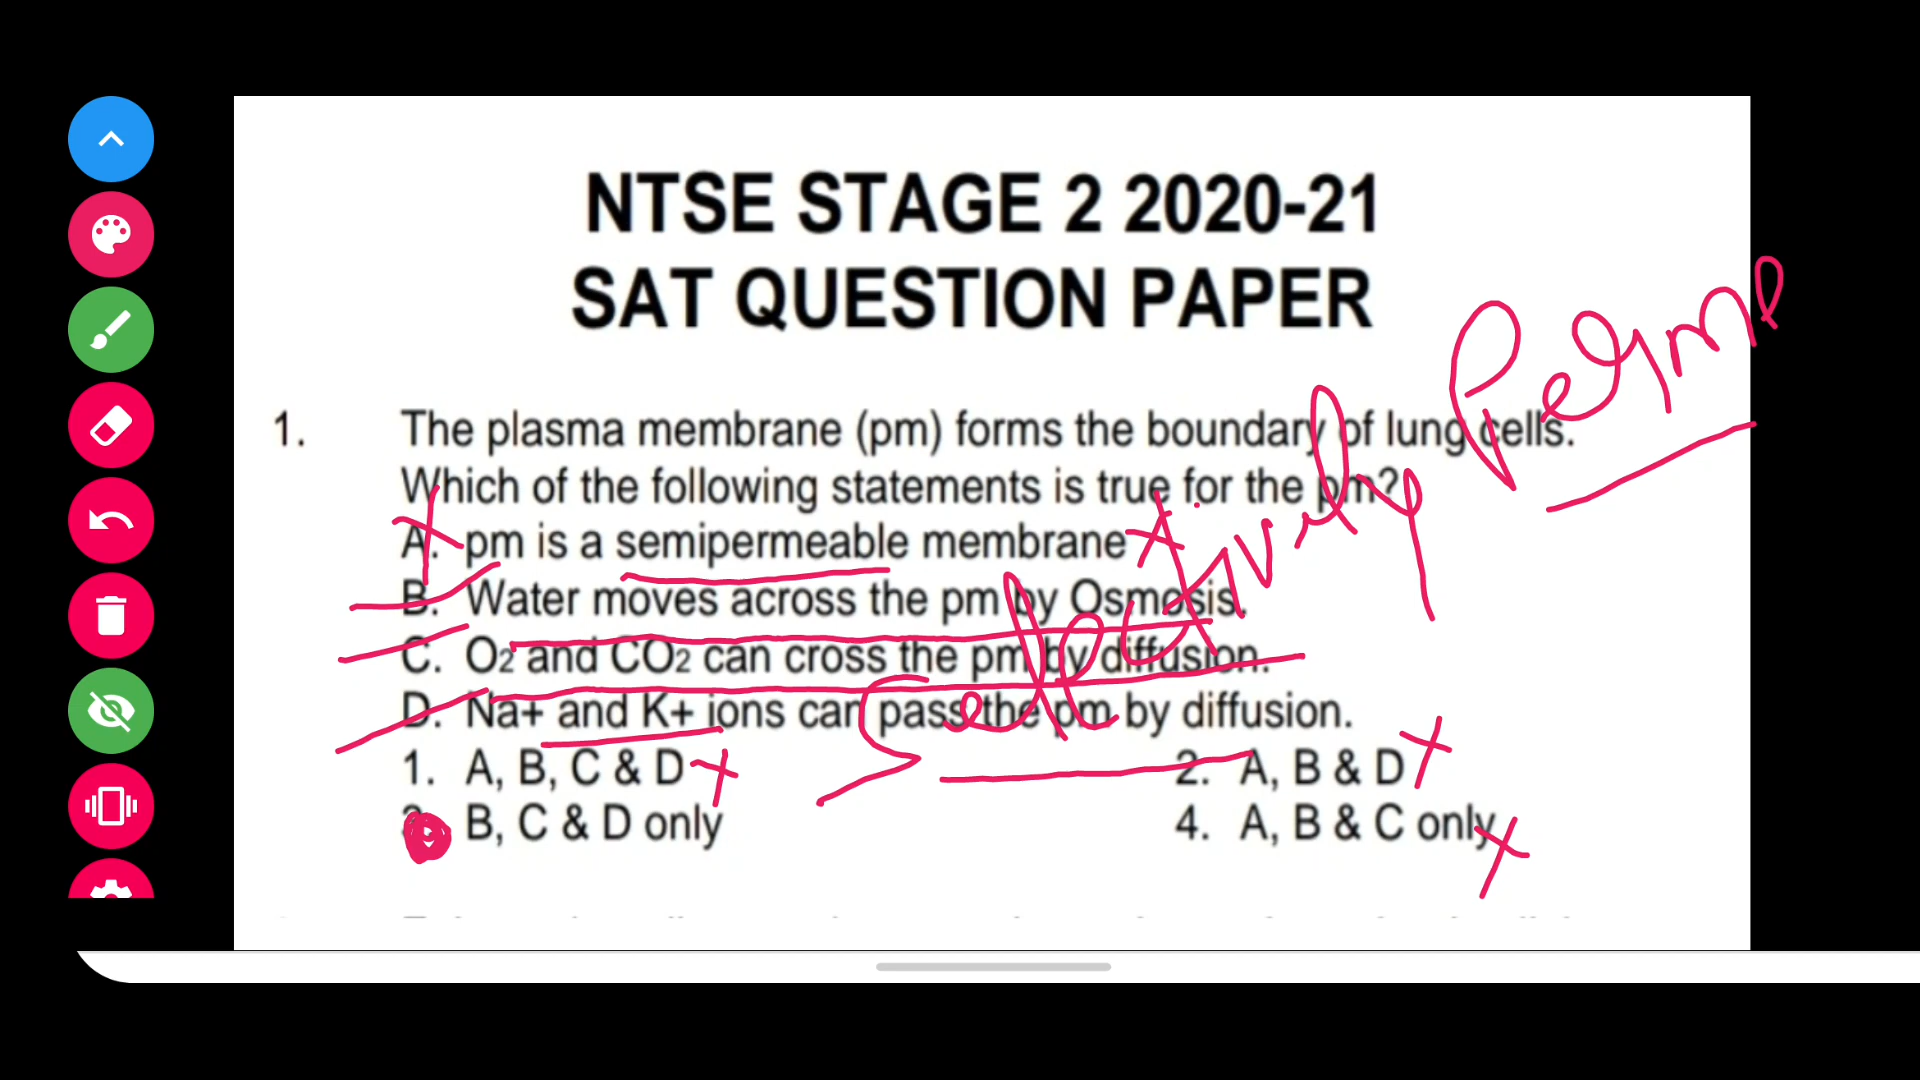 NTSE STAGE 2 2020-21
SAT QUESTION PAPER
1. The plasma membrane (pm) forms the boundary of lung cells.
Which of the following statements is true for the pm?
A. pm is a semipermeable membrane
B. Water moves across the pm by Osmosis.
C. O2 and CO2 can cross the pm by diffusion.
D. Na+ and K+ ions can pass the pm by diffusion.
1. A, B, C & D 2. A, B & D
3. B, C & D only 4. A, B & C only
Selectively Perme